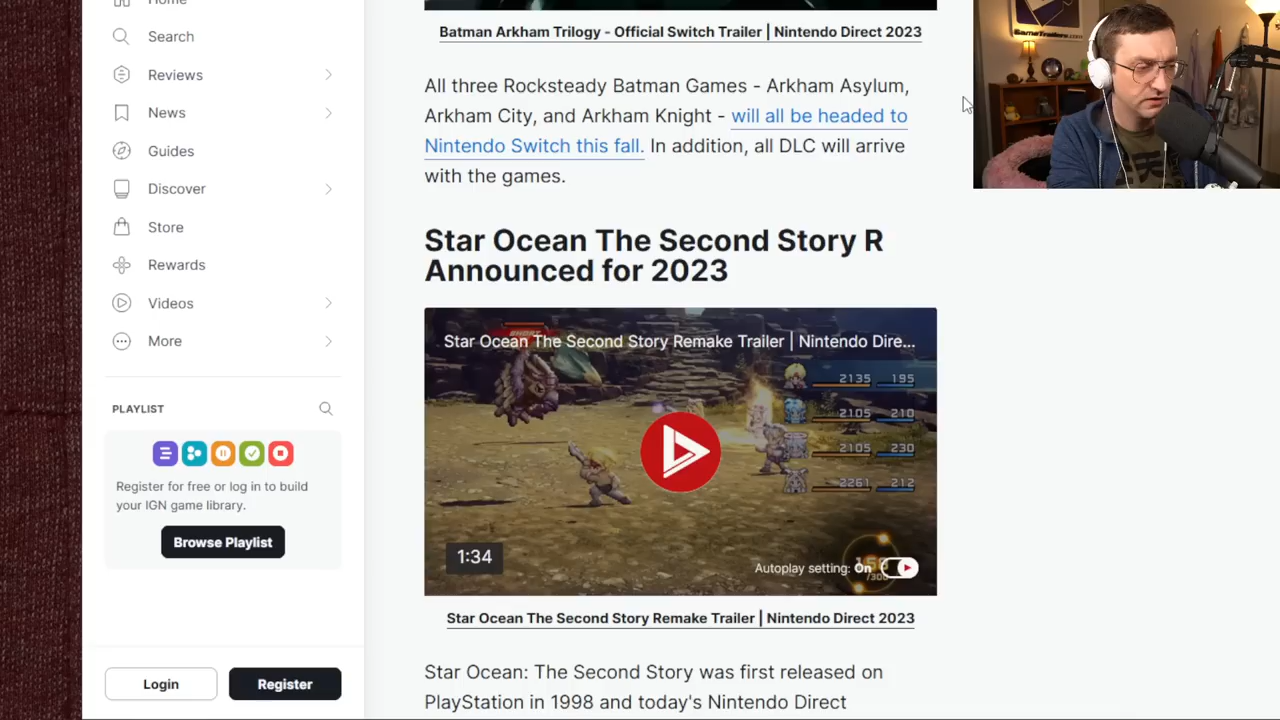 Home
Search
Reviews
News
Guides
Discover
Store
Rewards
Videos
More
PLAYLIST
Register for free or log in to build
your IGN game library.
Browse Playlist
Login
Register
Batman Arkham Trilogy - Official Switch Trailer | Nintendo Direct 2023
All three Rocksteady Batman Games - Arkham Asylum,
Arkham City, and Arkham Knight - will all be headed to
Nintendo Switch this fall. In addition, all DLC will arrive
with the games.
Star Ocean The Second Story R
Announced for 2023
Star Ocean The Second Story Remake Trailer | Nintendo Dire...
2135 195
2105 210
2105 230
2261 212
1:34
Autoplay setting: On
/300
Star Ocean The Second Story Remake Trailer | Nintendo Direct 2023
Star Ocean: The Second Story was first released on
PlayStation in 1998 and today's Nintendo Direct
GameTrailers.com